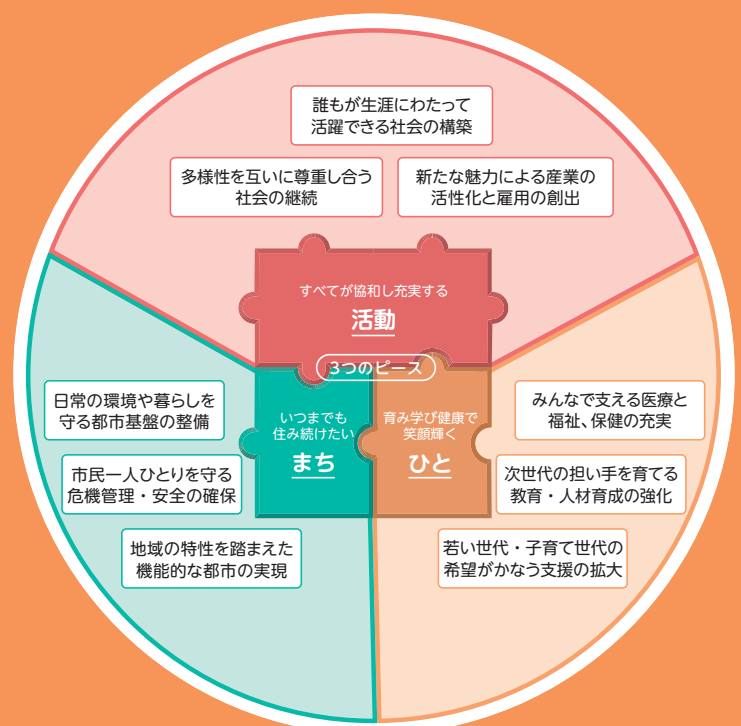 誰もが生涯にわたって
活躍できる社会の構築
多様性を互いに尊重し合う
社会の継続
新たな魅力による産業の
活性化と雇用の創出
すべてが協和し充実する
活動
3つのピース
いつまでも
住み続けたい
まち
育み学び健康で
笑顔輝く
ひと
日常の環境や暮らしを
守る都市基盤の整備
市民一人ひとりを守る
危機管理・安全の確保
地域の特性を踏まえた
機能的な都市の実現
みんなで支える医療と
福祉、保健の充実
次世代の担い手を育てる
教育・人材育成の強化
若い世代・子育て世代の
希望がかなう支援の拡大